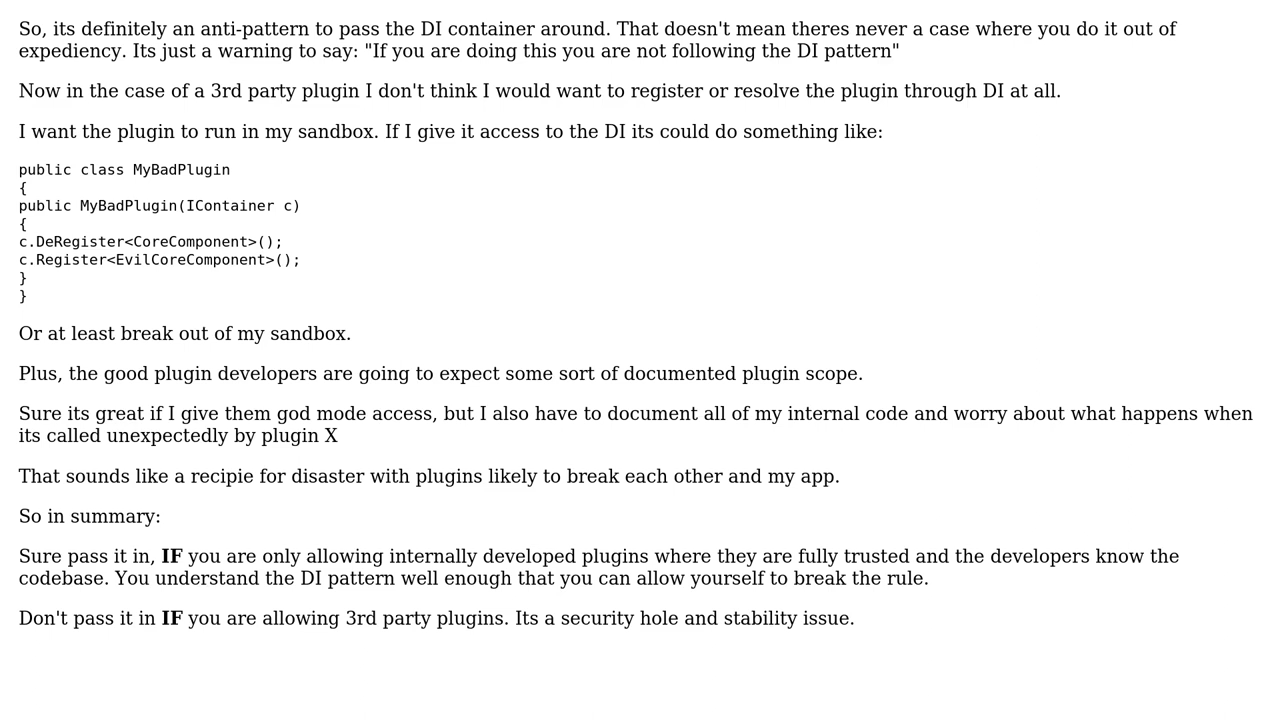 So, its definitely an anti-pattern to pass the DI container around. That doesn't mean theres never a case where you do it out of
expediency. Its just a warning to say: "If you are doing this you are not following the DI pattern"
Now in the case of a 3rd party plugin I don't think I would want to register or resolve the plugin through DI at all.
I want the plugin to run in my sandbox. If I give it access to the DI its could do something like:
public class MyBadPlugin
{
public MyBadPlugin(IContainer c)
{
c.DeRegister<CoreComponent>();
c.Register<EvilCoreComponent>();
}
}
Or at least break out of my sandbox.
Plus, the good plugin developers are going to expect some sort of documented plugin scope.
Sure its great if I give them god mode access, but I also have to document all of my internal code and worry about what happens when
its called unexpectedly by plugin X
That sounds like a recipie for disaster with plugins likely to break each other and my app.
So in summary:
Sure pass it in, IF you are only allowing internally developed plugins where they are fully trusted and the developers know the
codebase. You understand the DI pattern well enough that you can allow yourself to break the rule.
Don't pass it in IF you are allowing 3rd party plugins. Its a security hole and stability issue.